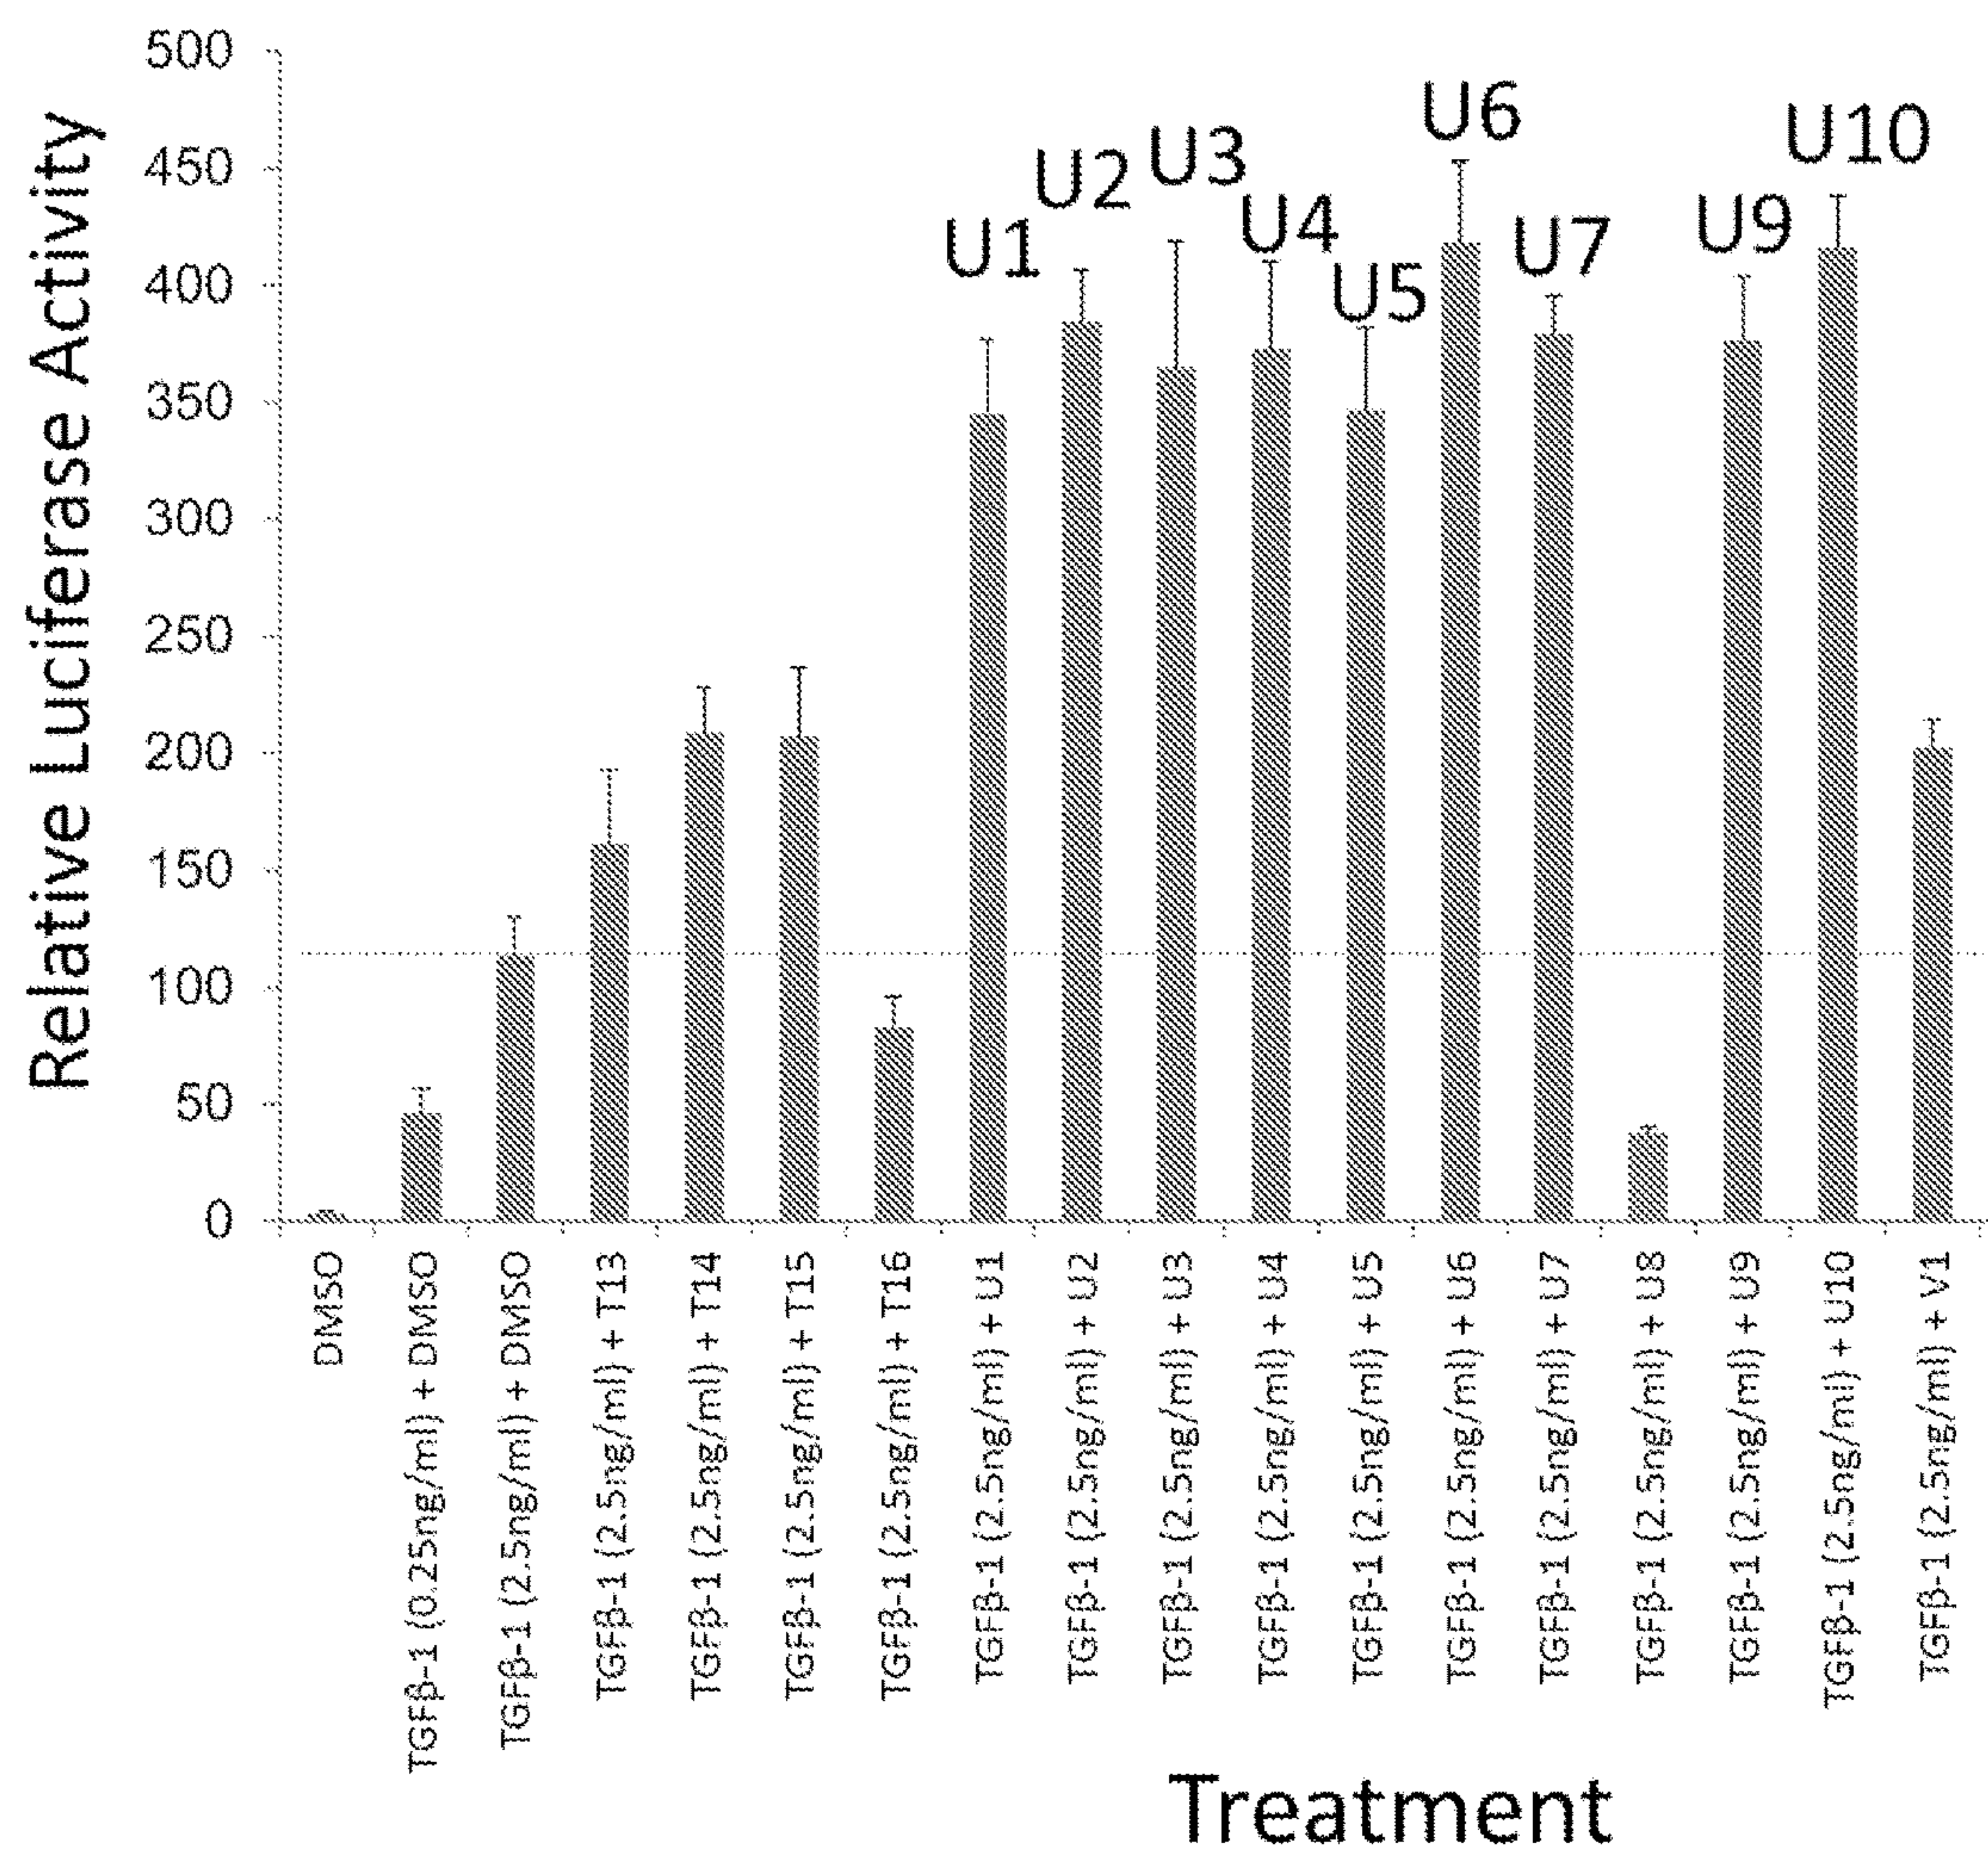 Relative Luciferase Activity
500
450
400
350
300
250
200
150
100
50
0
U1
U2
U3
U4
U5
U6
U7
U9
U10
DMSO
TGFβ-1 (0.25ng/ml) + DMSO
TGFβ-1 (2.5ng/ml) + DMSO
TGFβ-1 (2.5ng/ml) + T13
TGFβ-1 (2.5ng/ml) + T14
TGFβ-1 (2.5ng/ml) + T15
TGFβ-1 (2.5ng/ml) + T16
TGFβ-1 (2.5ng/ml) + U1
TGFβ-1 (2.5ng/ml) + U2
TGFβ-1 (2.5ng/ml) + U3
TGFβ-1 (2.5ng/ml) + U4
TGFβ-1 (2.5ng/ml) + U5
TGFβ-1 (2.5ng/ml) + U6
TGFβ-1 (2.5ng/ml) + U7
TGFβ-1 (2.5ng/ml) + U8
TGFβ-1 (2.5ng/ml) + U9
TGFβ-1 (2.5ng/ml) + U10
TGFβ-1 (2.5ng/ml) + V1
Treatment